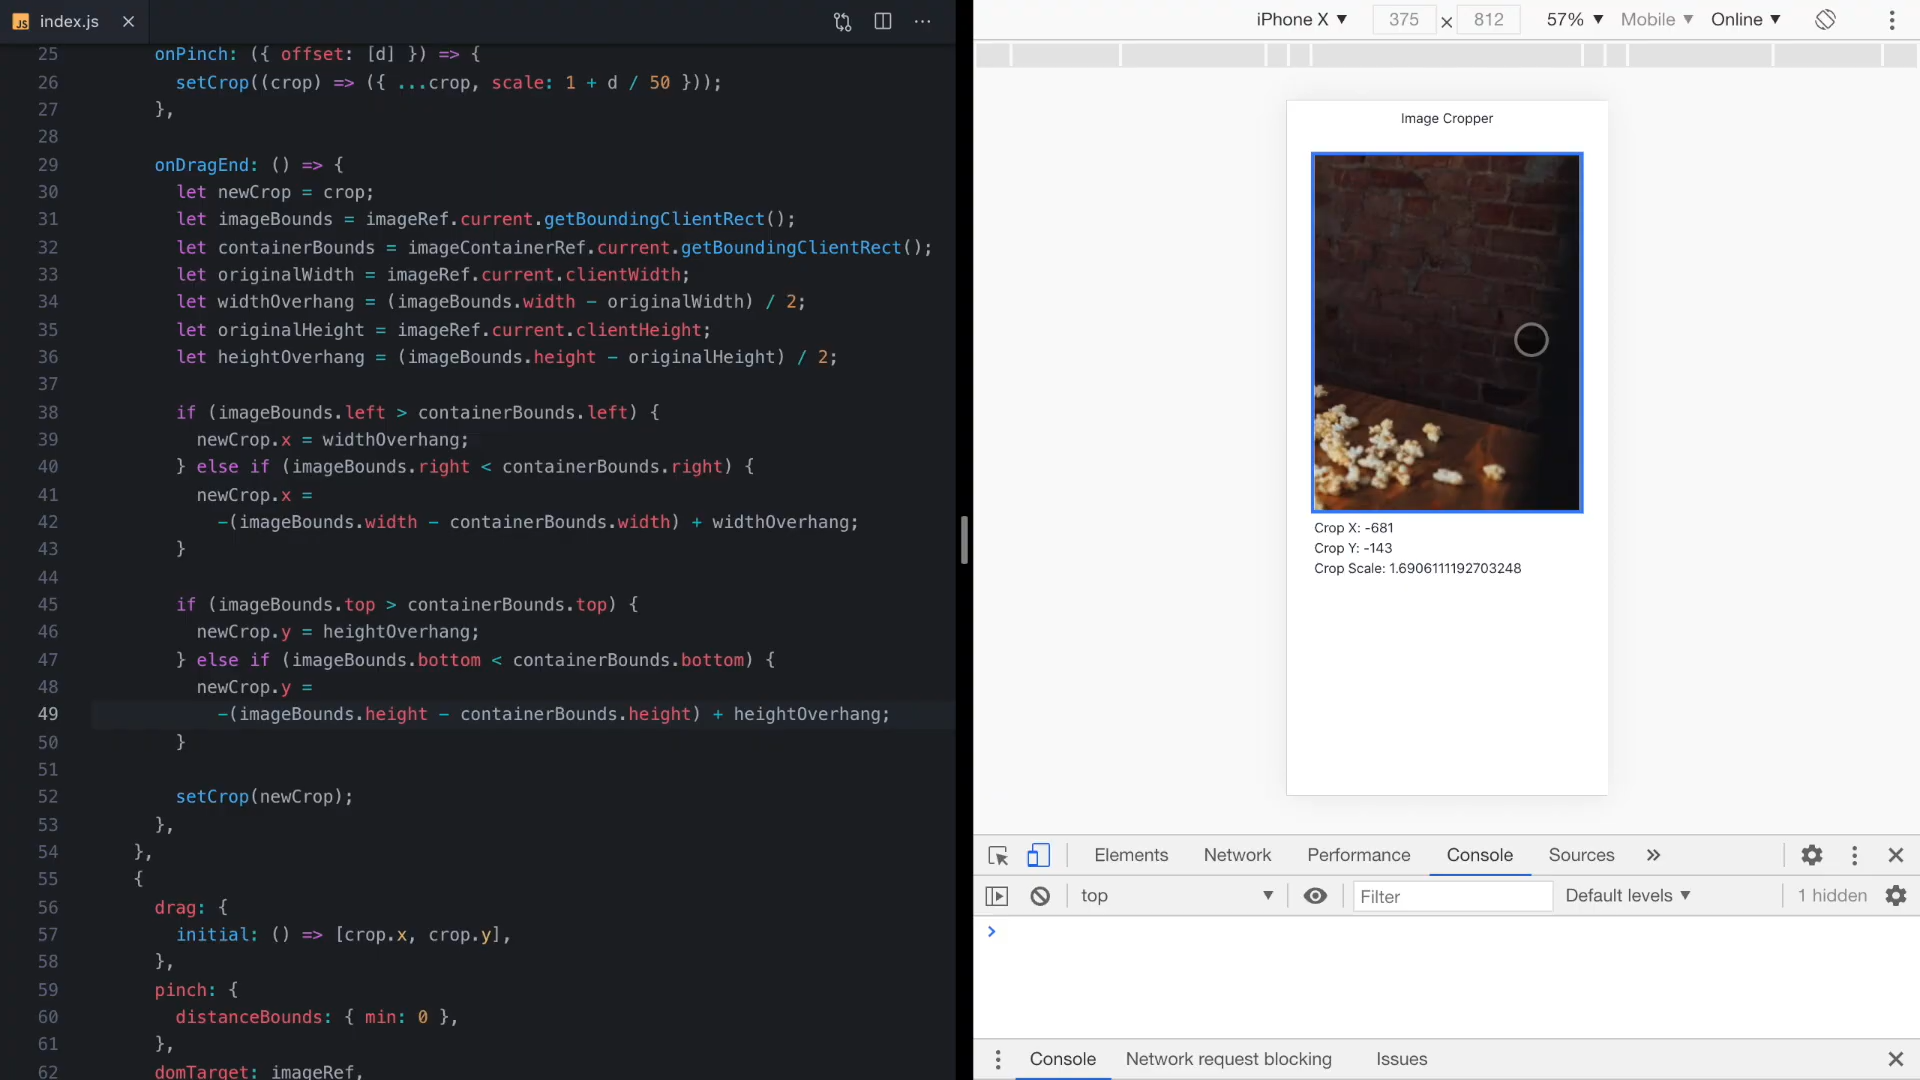 index.js
25 onPinch: ({ offset: [d] }) => {
26 setCrop((crop) => ({ ...crop, scale: 1 + d / 50 }));
27 },
28
29 onDragEnd: () => {
30 let newCrop = crop;
31 let imageBounds = imageRef.current.getBoundingClientRect();
32 let containerBounds = imageContainerRef.current.getBoundingClientRect();
33 let originalWidth = imageRef.current.clientWidth;
34 let widthOverhang = (imageBounds.width - originalWidth) / 2;
35 let originalHeight = imageRef.current.clientHeight;
36 let heightOverhang = (imageBounds.height - originalHeight) / 2;
37
38 if (imageBounds.left > containerBounds.left) {
39 newCrop.x = widthOverhang;
40 } else if (imageBounds.right < containerBounds.right) {
41 newCrop.x =
42 -(imageBounds.width - containerBounds.width) + widthOverhang;
43 }
44
45 if (imageBounds.top > containerBounds.top) {
46 newCrop.y = heightOverhang;
47 } else if (imageBounds.bottom < containerBounds.bottom) {
48 newCrop.y =
49 -(imageBounds.height - containerBounds.height) + heightOverhang;
50 }
51
52 setCrop(newCrop);
53 },
54 },
55 {
56 drag: {
57 initial: () => [crop.x, crop.y],
58 },
59 pinch: {
60 distanceBounds: { min: 0 },
61 },
62 domTarget: imageRef,
iPhone X ▼ 375 × 812 57% ▼ Mobile ▼ Online ▼
Image Cropper
Crop X: -681
Crop Y: -143
Crop Scale: 1.6906111192703248
Elements Network Performance Console Sources »
top ▼ Filter Default levels ▼ 1 hidden
>
Console Network request blocking Issues